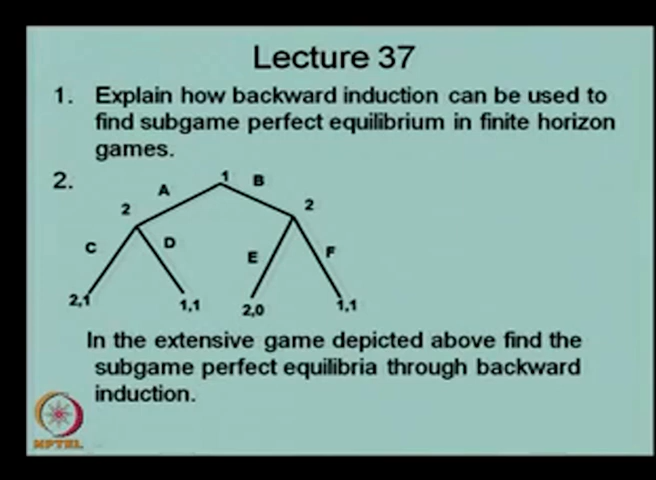 Lecture 37
1. Explain how backward induction can be used to
find subgame perfect equilibrium in finite horizon
games.
2.
1
A B
2 2
C D E F
2,1 1,1 2,0 1,1
In the extensive game depicted above find the
subgame perfect equilibria through backward
induction.
NPTEL